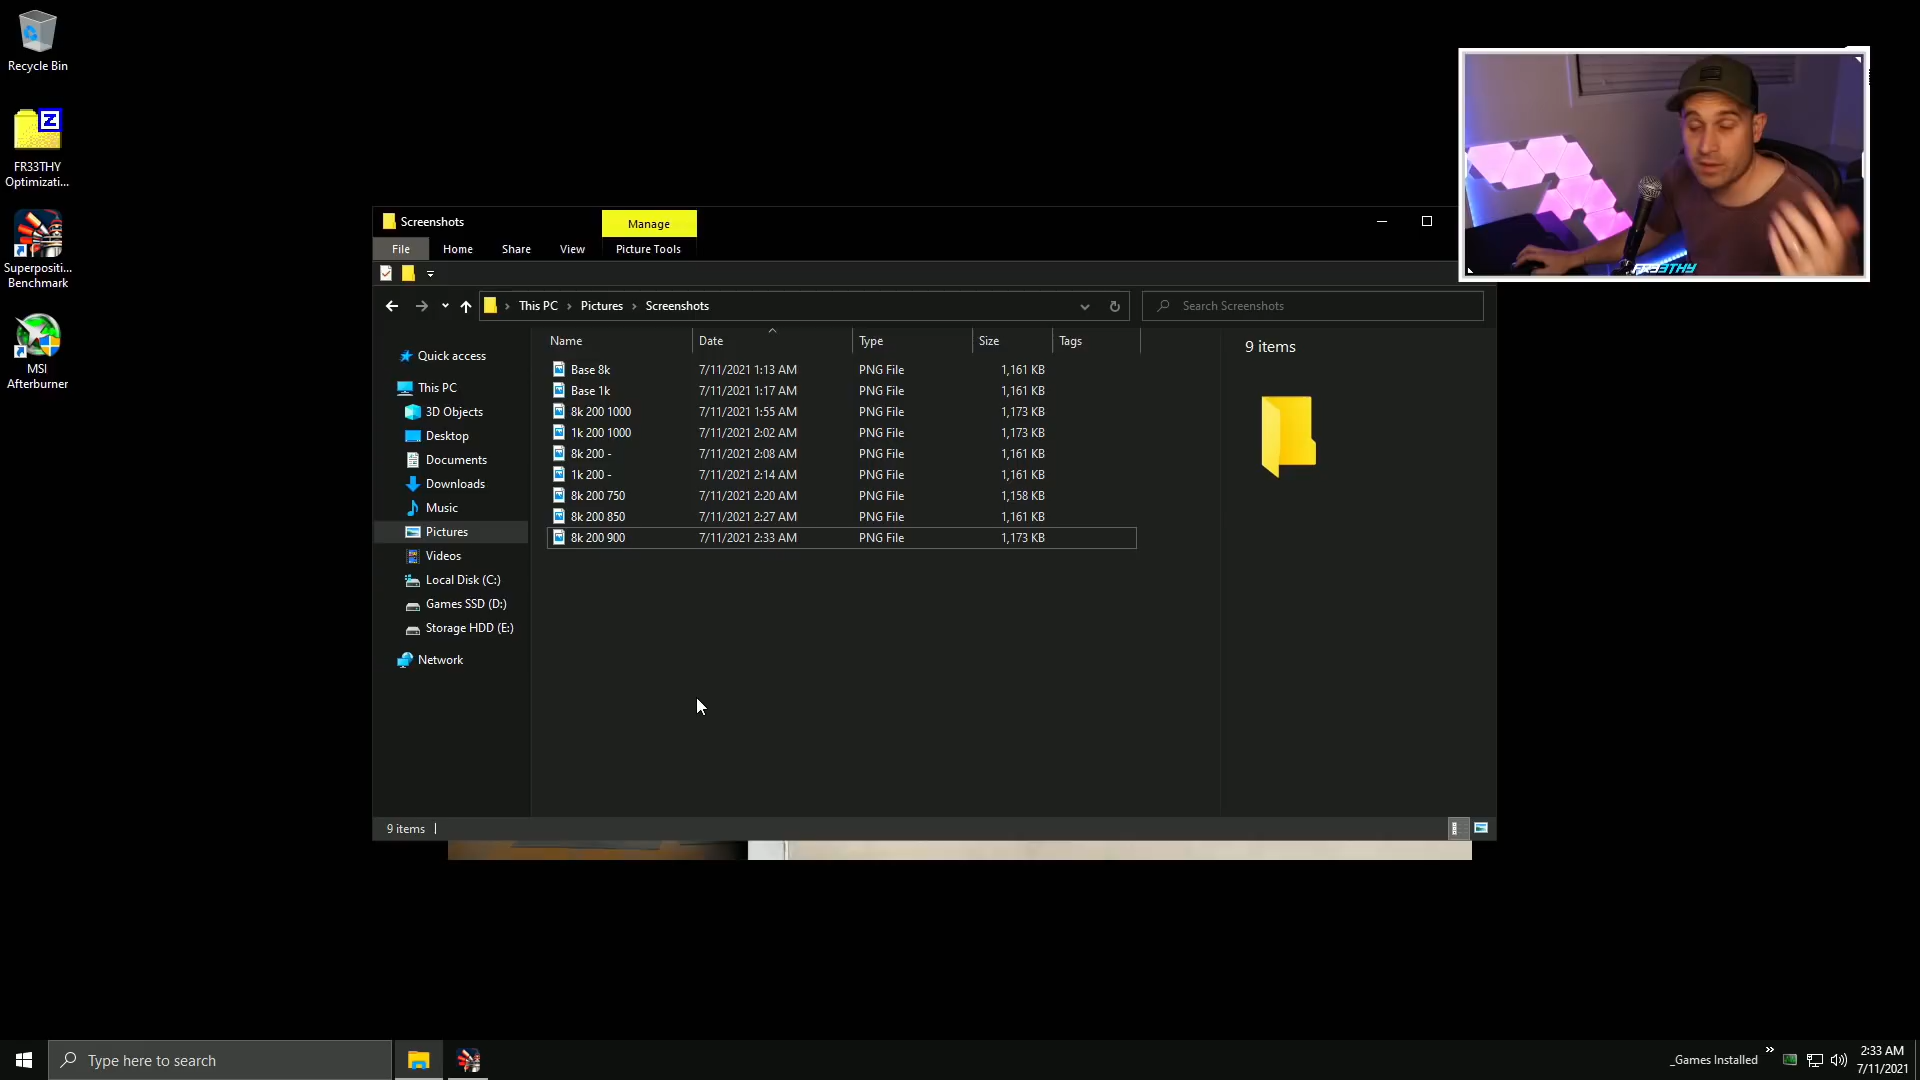 Recycle Bin
Z
FR33THY
Optimizati...
Superpositi...
Benchmark
MSI
Afterburner
Screenshots
Manage
File
Home
Share
View
Picture Tools
This PC
Pictures
Screenshots
Search Screenshots
Name
Date
Type
Size
Tags
Base 8k 7/11/2021 1:13 AM PNG File 1,161 KB
Base 1k 7/11/2021 1:17 AM PNG File 1,161 KB
8k 200 1000 7/11/2021 1:55 AM PNG File 1,173 KB
1k 200 1000 7/11/2021 2:02 AM PNG File 1,173 KB
8k 200 - 7/11/2021 2:08 AM PNG File 1,161 KB
1k 200 - 7/11/2021 2:14 AM PNG File 1,161 KB
8k 200 750 7/11/2021 2:20 AM PNG File 1,158 KB
8k 200 850 7/11/2021 2:27 AM PNG File 1,161 KB
8k 200 900 7/11/2021 2:33 AM PNG File 1,173 KB
Quick access
This PC
3D Objects
Desktop
Documents
Downloads
Music
Pictures
Videos
Local Disk (C:)
Games SSD (D:)
Storage HDD (E:)
Network
9 items
9 items
FR33THY
Type here to search
_Games Installed
2:33 AM
7/11/2021